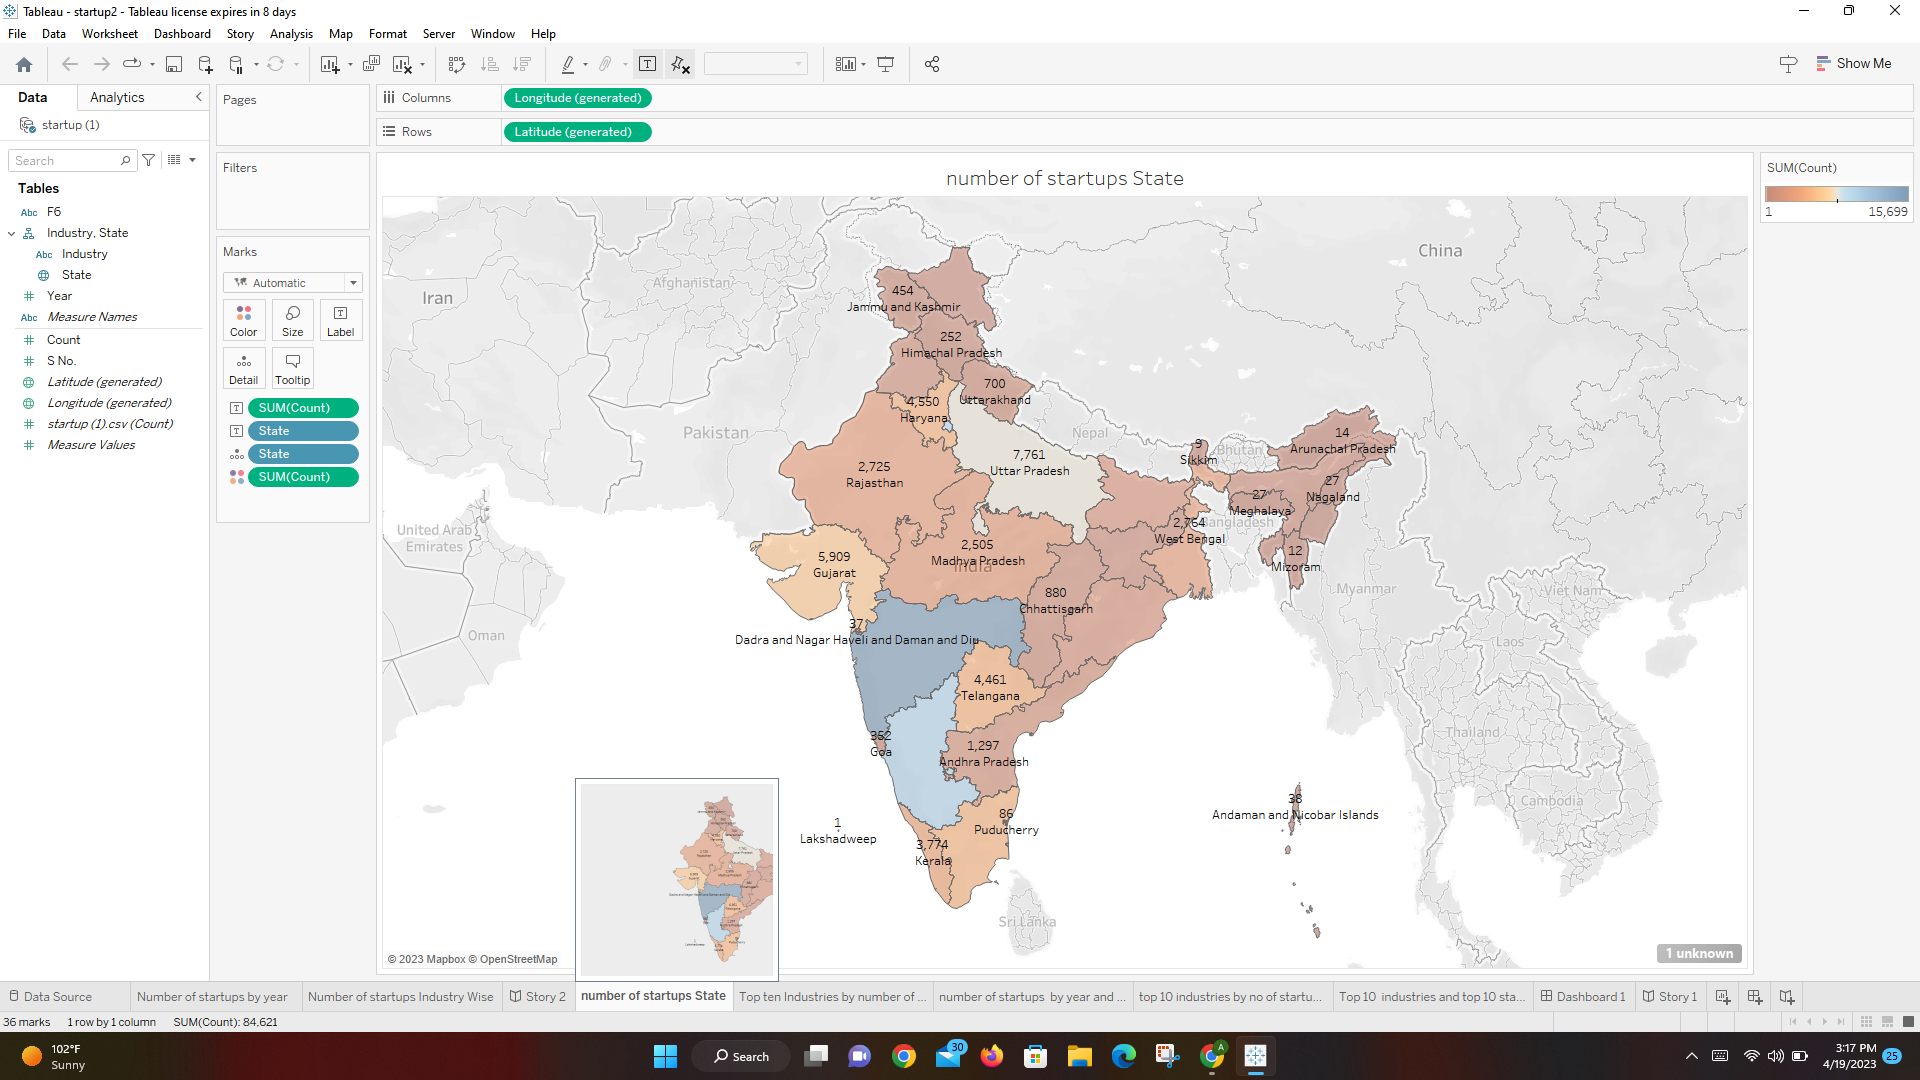 Tableau - startup2 - Tableau license expires in 8 days
File Data Worksheet Dashboard Story Analysis Map Format Server Window Help
Show Me
Data Analytics
startup (1)
Search
Tables
Abc F6
Industry, State
Abc Industry
State
Year
Abc Measure Names
Count
S No.
Latitude (generated)
Longitude (generated)
startup (1).csv (Count)
Measure Values
Pages
Filters
Marks
Automatic
Color Size Label
Detail Tooltip
SUM(Count)
State
State
SUM(Count)
Columns Longitude (generated)
Rows Latitude (generated)
number of startups State
China
Iran
Afghanistan
Pakistan
Nepal
Bhutan
Bangladesh
United Arab
Emirates
Oman
India
Myanmar
Viet Nam
Laos
Thailand
Cambodia
Sri Lanka
454
Jammu and Kashmir
252
Himachal Pradesh
700
Uttarakhand
4,550
Haryana
7,761
Uttar Pradesh
2,725
Rajasthan
9
Sikkim
14
Arunachal Pradesh
27
Nagaland
27
Meghalaya
12
Mizoram
2,764
West Bengal
2,505
Madhya Pradesh
5,909
Gujarat
880
Chhattisgarh
37
Dadra and Nagar Haveli and Daman and Diu
4,461
Telangana
352
Goa
1,297
Andhra Pradesh
86
Puducherry
3,774
Kerala
1
Lakshadweep
38
Andaman and Nicobar Islands
© 2023 Mapbox © OpenStreetMap
1 unknown
SUM(Count)
1 15,699
Data Source Number of startups by year Number of startups Industry Wise Story 2 number of startups State Top ten Industries by number of ... number of startups by year and ... top 10 industries by no of startu... Top 10 industries and top 10 sta... Dashboard 1 Story 1
36 marks 1 row by 1 column SUM(Count): 84,621
102°F
Sunny
Search
30
A
3:17 PM
4/19/2023
25